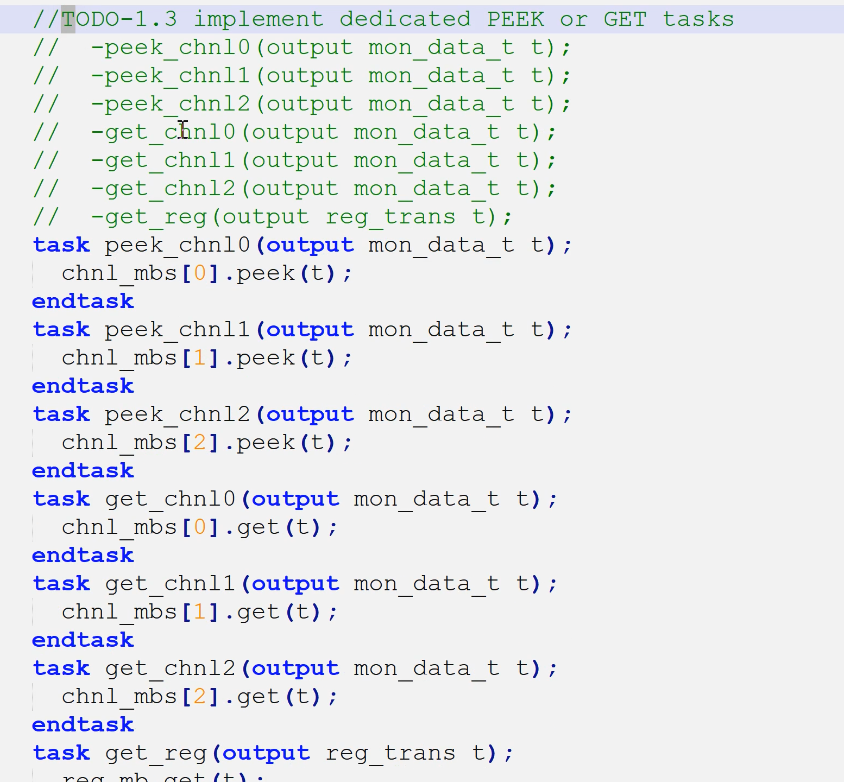 //TODO-1.3 implement dedicated PEEK or GET tasks
//  -peek_chnl0(output mon_data_t t);
//  -peek_chnl1(output mon_data_t t);
//  -peek_chnl2(output mon_data_t t);
//  -get_chnl0(output mon_data_t t);
//  -get_chnl1(output mon_data_t t);
//  -get_chnl2(output mon_data_t t);
//  -get_reg(output reg_trans t);
task peek_chnl0(output mon_data_t t);
  chnl_mbs[0].peek(t);
endtask
task peek_chnl1(output mon_data_t t);
  chnl_mbs[1].peek(t);
endtask
task peek_chnl2(output mon_data_t t);
  chnl_mbs[2].peek(t);
endtask
task get_chnl0(output mon_data_t t);
  chnl_mbs[0].get(t);
endtask
task get_chnl1(output mon_data_t t);
  chnl_mbs[1].get(t);
endtask
task get_chnl2(output mon_data_t t);
  chnl_mbs[2].get(t);
endtask
task get_reg(output reg_trans t);
  reg_mb.get(t);